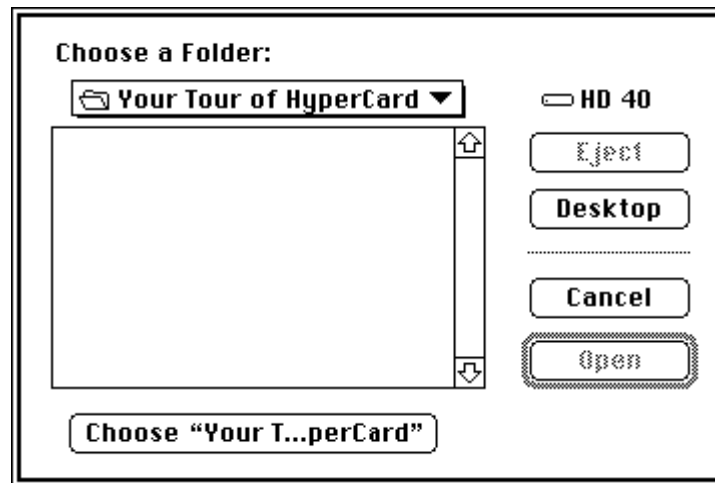 Choose a Folder:
Your Tour of HyperCard
HD 40
Eject
Desktop
Cancel
Open
Choose “Your T...perCard”